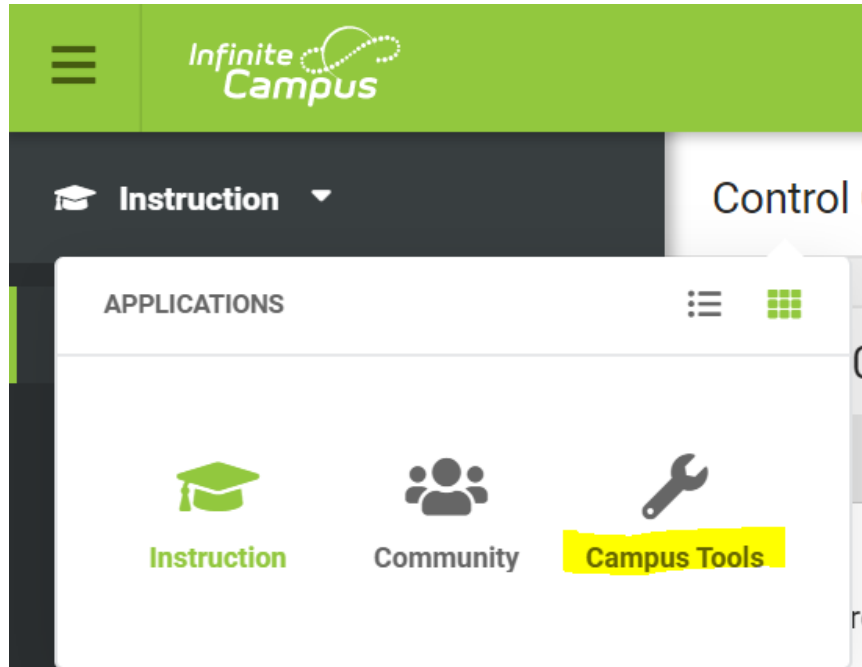 Infinite
Campus
Instruction
Control
APPLICATIONS
Instruction
Community
Campus Tools